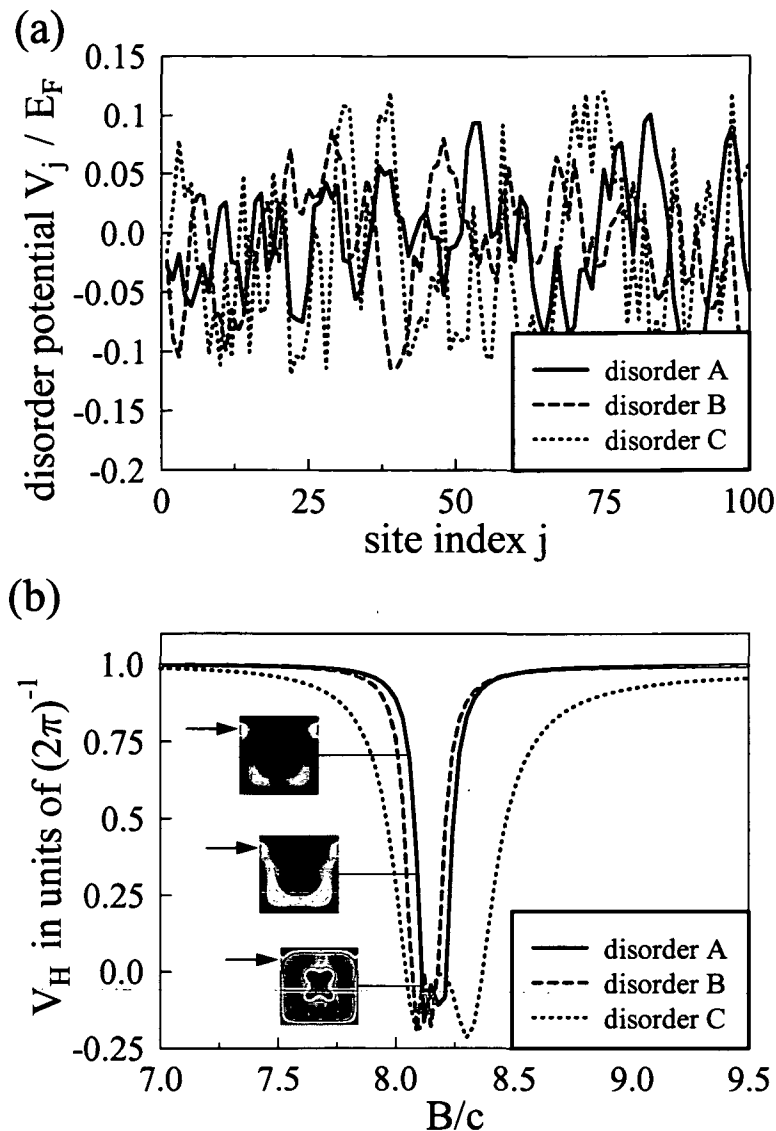 (a)
disorder potential V_j / E_F
0.15
0.1
0.05
0.0
-0.05
-0.1
-0.15
-0.2
0
25
50
75
100
site index j
disorder A
disorder B
disorder C
(b)
V_H in units of (2π)^-1
1.0
0.75
0.5
0.25
0.0
-0.25
7.0
7.5
8.0
8.5
9.0
9.5
B/c
disorder A
disorder B
disorder C